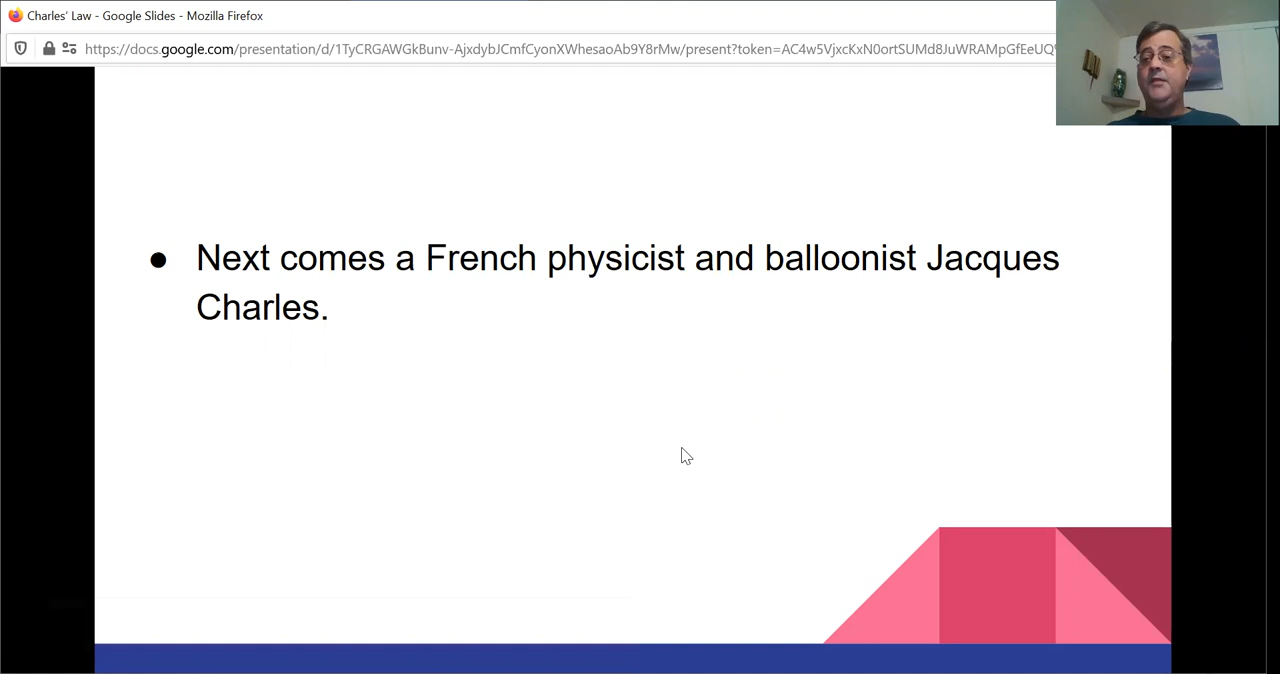 Charles' Law - Google Slides - Mozilla Firefox
https://docs.google.com/presentation/d/1TyCRGAWGkBunv-AjxdybJCmfCyonXWhesaoAb9Y8rMw/present?token=AC4w5VjxcKxN0ortSUMd8JuWRAMpGfEeUQ
● Next comes a French physicist and balloonist Jacques
Charles.